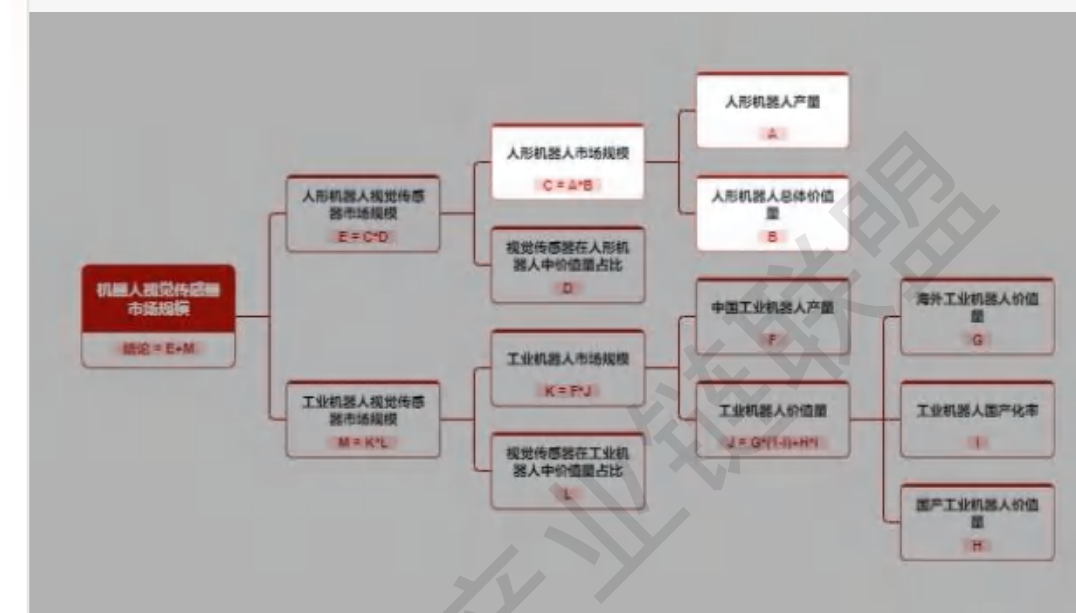 人形机器人产量
A
人形机器人市场规模
C = A*B
人形机器人视觉传感
器市场规模
E = C*D
人形机器人总体价值
量
B
视觉传感器在人形机
器人中价值量占比
D
机器人视觉传感器
市场规模
结论 = E+M
中国工业机器人产量
F
海外工业机器人价值
量
G
工业机器人市场规模
K = F*J
工业机器人视觉传感
器市场规模
M = K*L
工业机器人价值量
J = G*(1-I)+H*I
工业机器人国产化率
I
视觉传感器在工业机
器人中价值量占比
L
国产工业机器人价值
量
H
产业链联盟